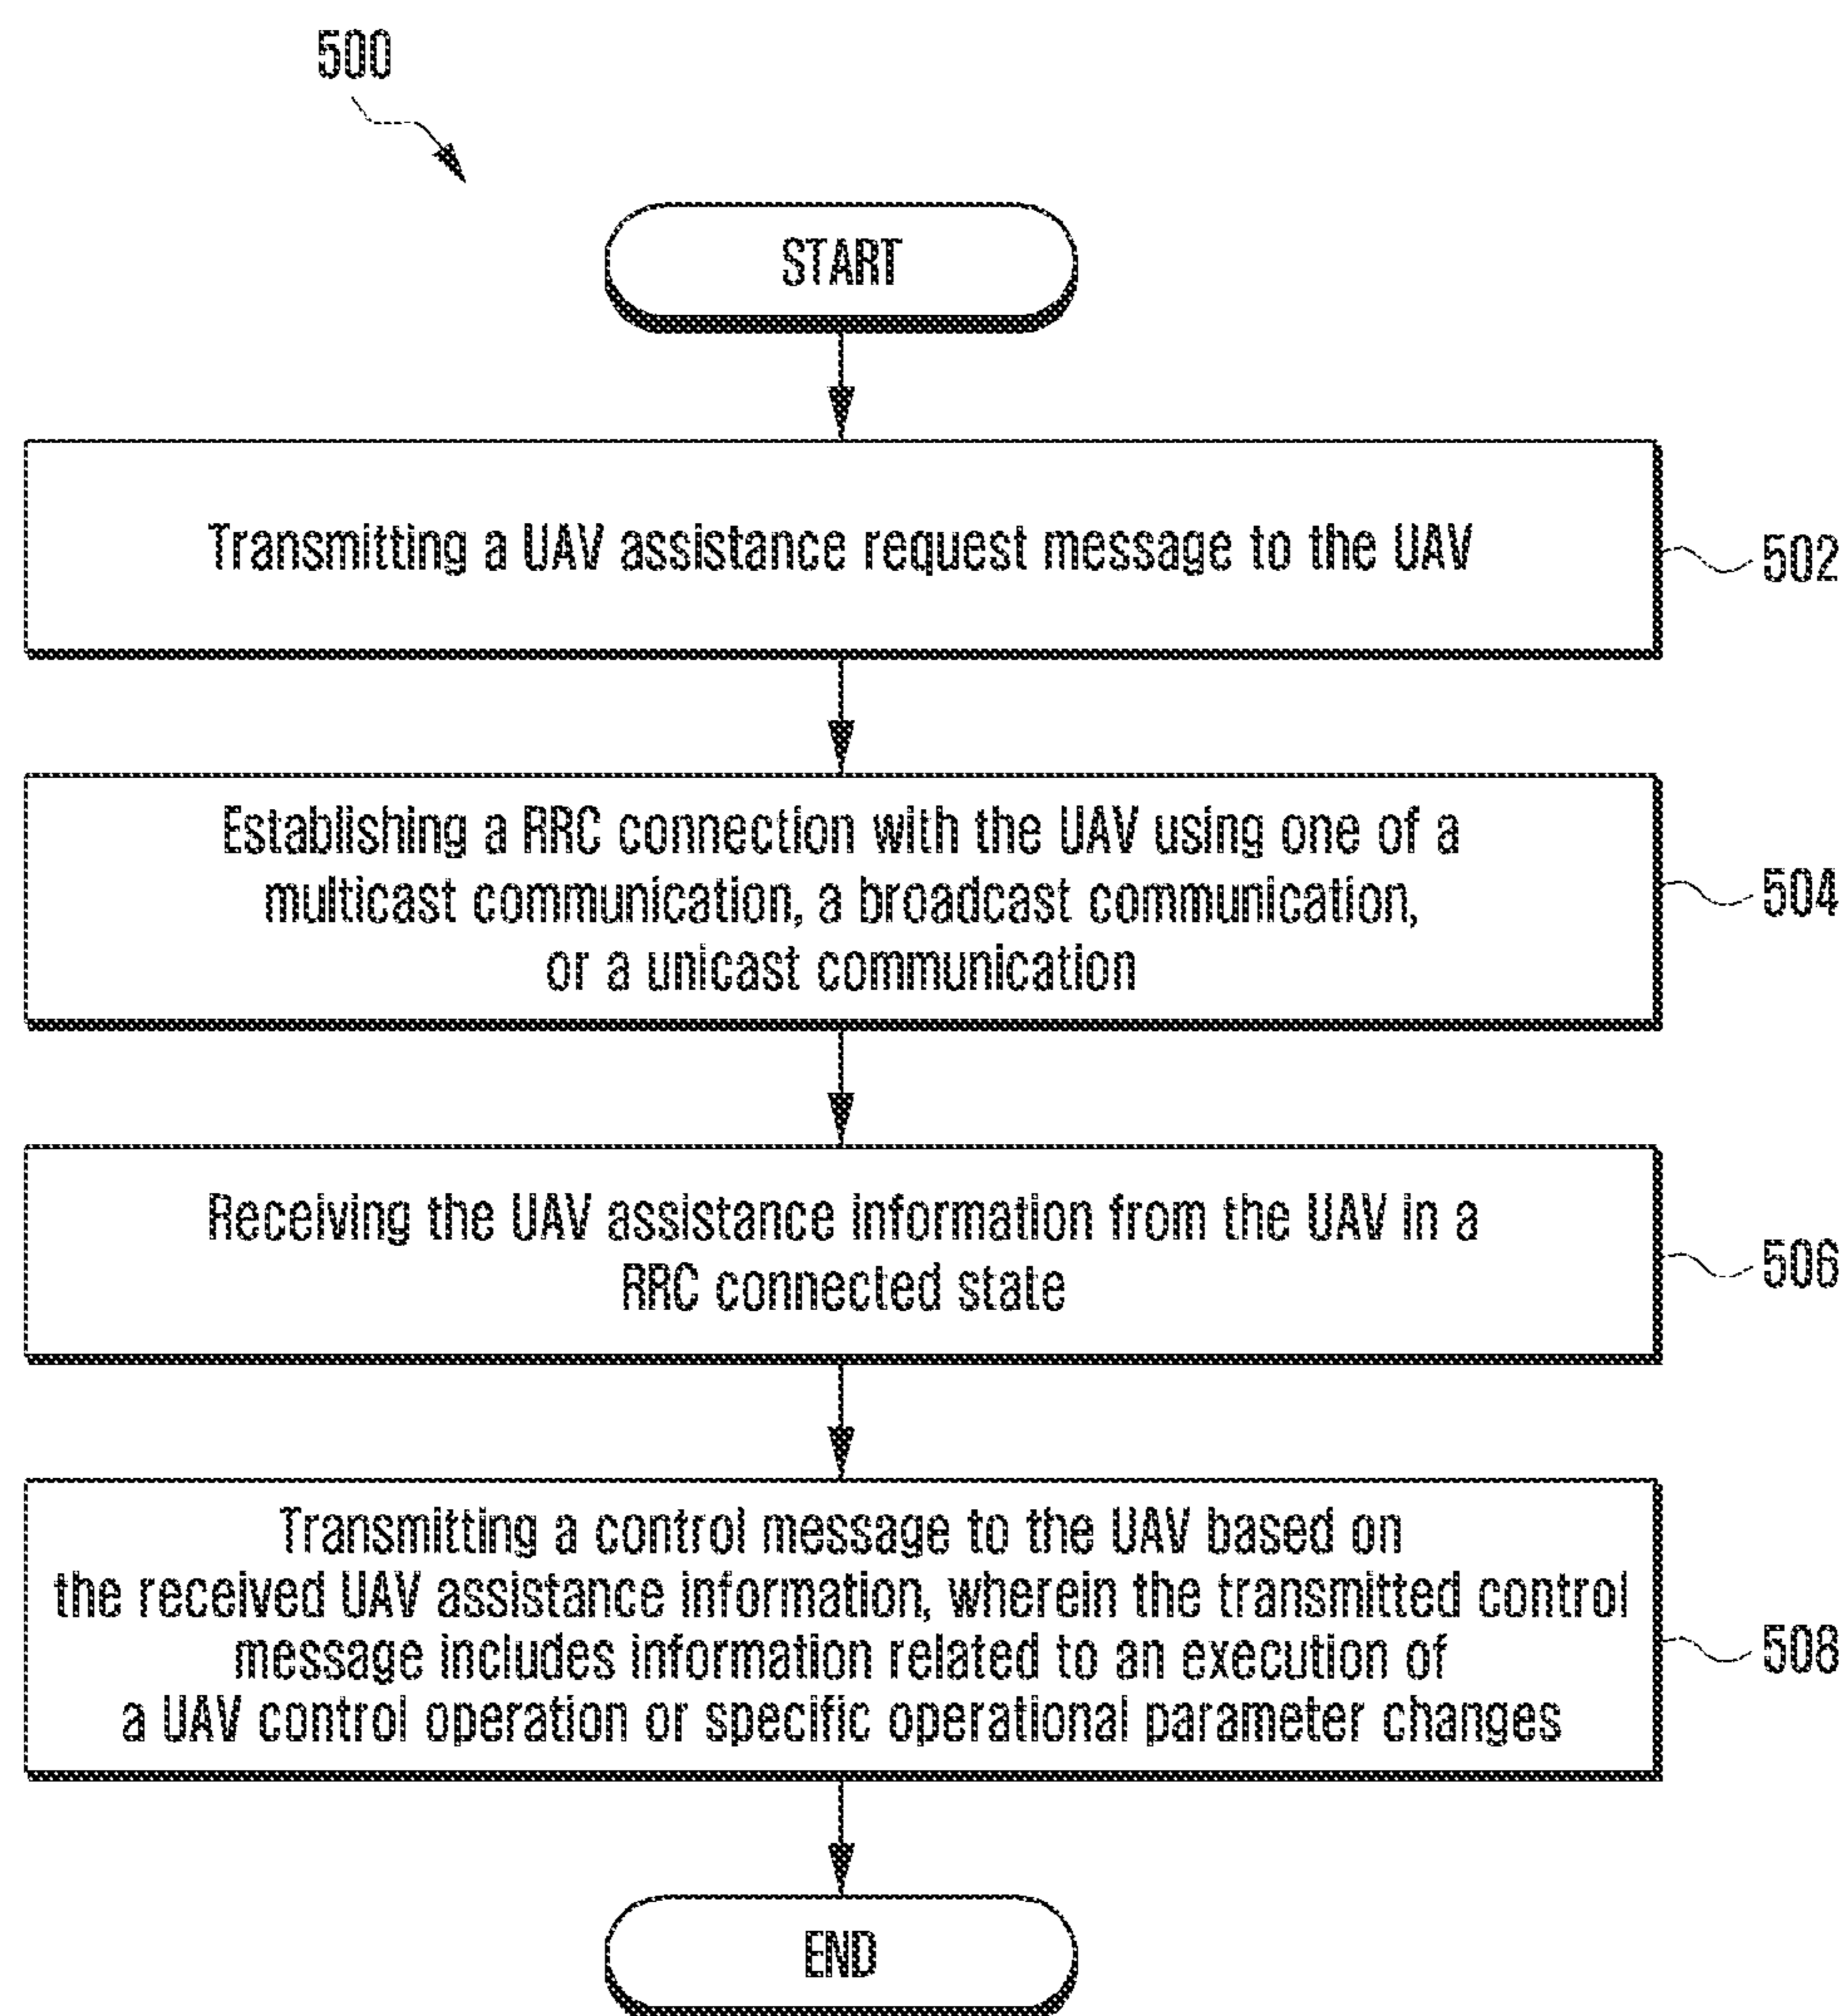 500
START
Transmitting a UAV assistance request message to the UAV
502
Establishing a RRC connection with the UAV using one of a
multicast communication, a broadcast communication,
or a unicast communication
504
Receiving the UAV assistance information from the UAV in a
RRC connected state
506
Transmitting a control message to the UAV based on
the received UAV assistance information, wherein the transmitted control
message includes information related to an execution of
a UAV control operation or specific operational parameter changes
508
END